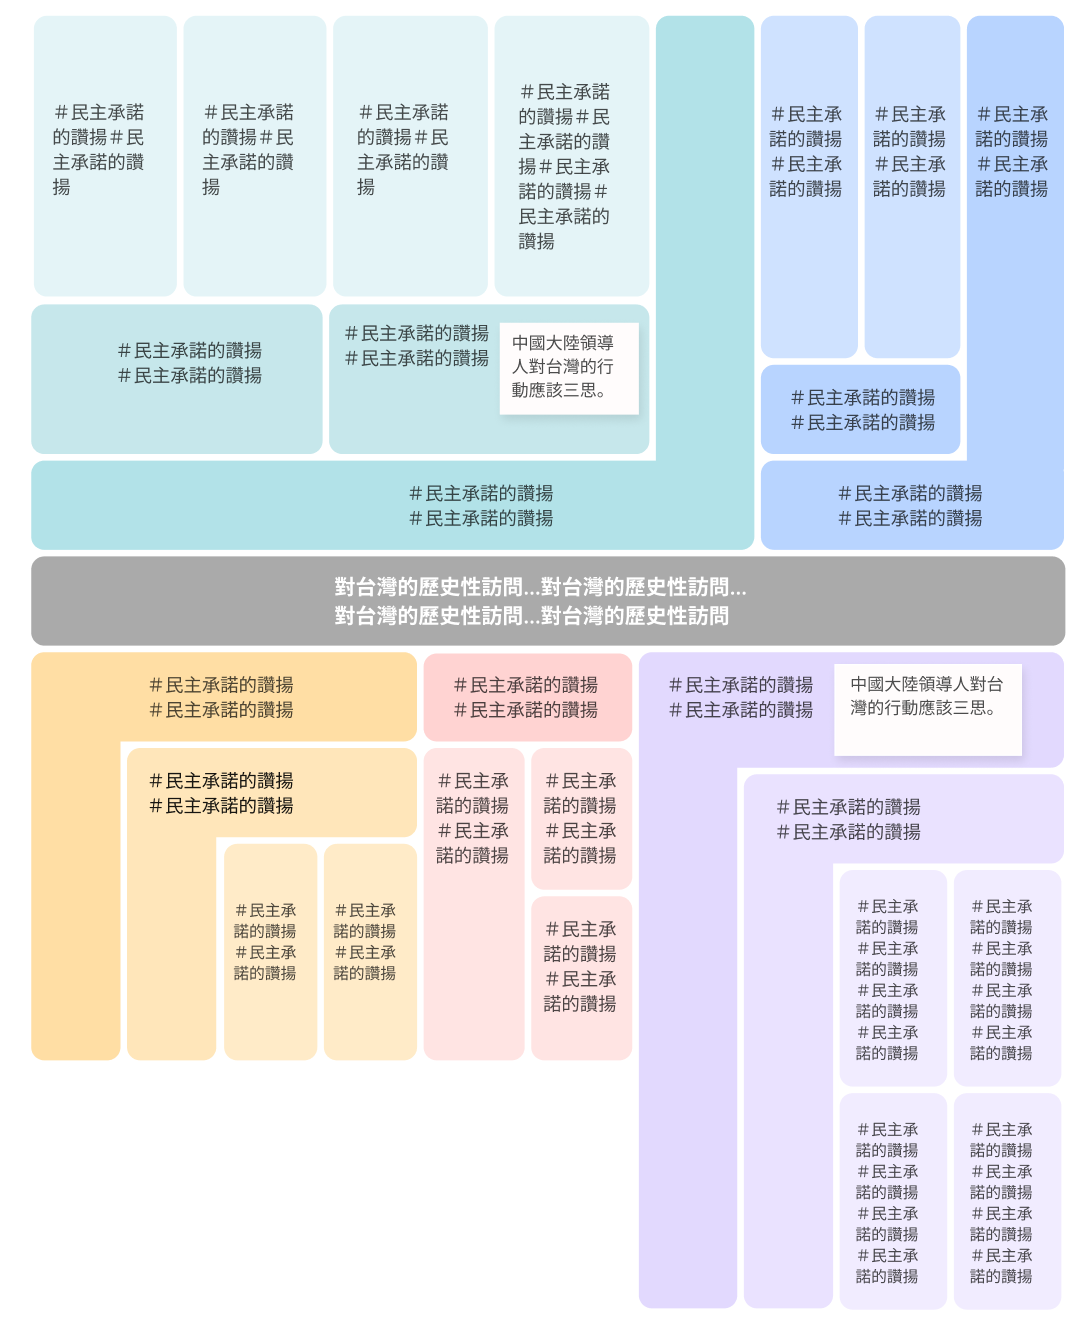 ＃民主承諾
的讚揚＃民
主承諾的讚
揚
＃民主承諾
的讚揚＃民
主承諾的讚
揚
＃民主承諾
的讚揚＃民
主承諾的讚
揚
＃民主承諾
的讚揚＃民
主承諾的讚
揚＃民主承
諾的讚揚＃
民主承諾的
讚揚
＃民主承
諾的讚揚
＃民主承
諾的讚揚
＃民主承
諾的讚揚
＃民主承
諾的讚揚
＃民主承
諾的讚揚
＃民主承
諾的讚揚
＃民主承諾的讚揚
＃民主承諾的讚揚
＃民主承諾的讚揚
＃民主承諾的讚揚
中國大陸領導
人對台灣的行
動應該三思。
＃民主承諾的讚揚
＃民主承諾的讚揚
＃民主承諾的讚揚
＃民主承諾的讚揚
＃民主承諾的讚揚
＃民主承諾的讚揚
對台灣的歷史性訪問...對台灣的歷史性訪問...
對台灣的歷史性訪問...對台灣的歷史性訪問
＃民主承諾的讚揚
＃民主承諾的讚揚
＃民主承諾的讚揚
＃民主承諾的讚揚
＃民主承諾的讚揚
＃民主承諾的讚揚
中國大陸領導人對台
灣的行動應該三思。
＃民主承諾的讚揚
＃民主承諾的讚揚
＃民主承
諾的讚揚
＃民主承
諾的讚揚
＃民主承
諾的讚揚
＃民主承
諾的讚揚
＃民主承諾的讚揚
＃民主承諾的讚揚
＃民主承
諾的讚揚
＃民主承
諾的讚揚
＃民主承
諾的讚揚
＃民主承
諾的讚揚
＃民主承
諾的讚揚
＃民主承
諾的讚揚
＃民主承
諾的讚揚
＃民主承
諾的讚揚
＃民主承
諾的讚揚
＃民主承
諾的讚揚
＃民主承
諾的讚揚
＃民主承
諾的讚揚
＃民主承
諾的讚揚
＃民主承
諾的讚揚
＃民主承
諾的讚揚
＃民主承
諾的讚揚
＃民主承
諾的讚揚
＃民主承
諾的讚揚
＃民主承
諾的讚揚
＃民主承
諾的讚揚
＃民主承
諾的讚揚
＃民主承
諾的讚揚